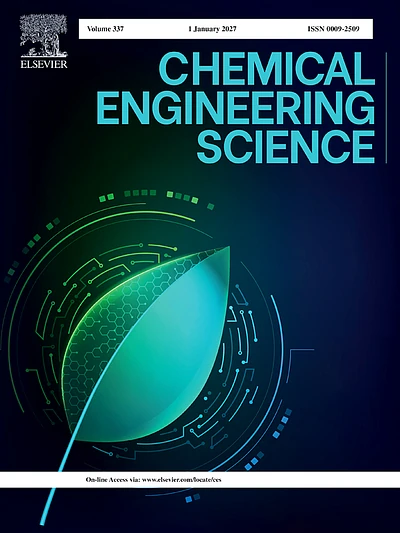 Volume 337 1 January 2027 ISSN 0009-2509
ELSEVIER
CHEMICAL
ENGINEERING
SCIENCE
On-line Access via: www.elsevier.com/locate/ces